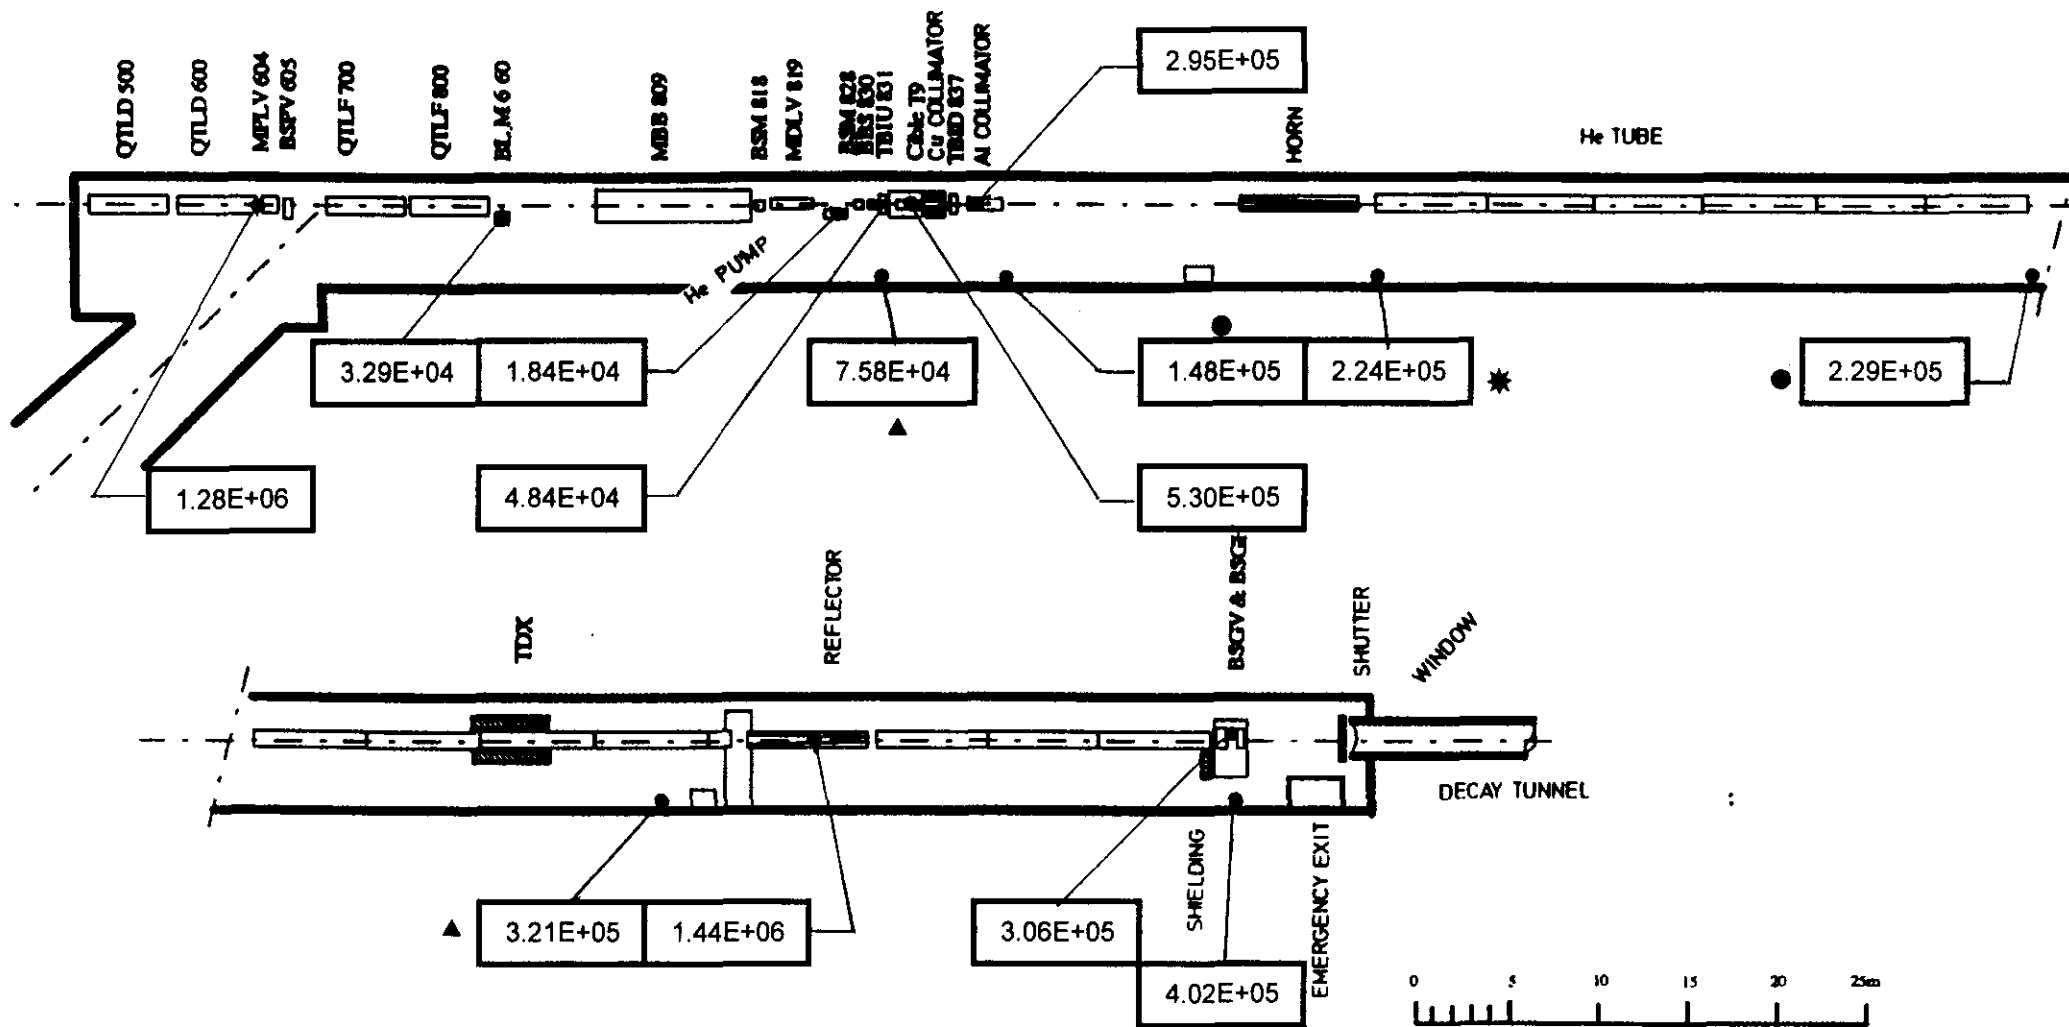 QTLD 500
QTLD 600
MPLV 604
BSPV 605
QTLF 700
QTLF 800
BL.M 6 60
MBB 809
BSM 818
MDLV 819
BSM 828
BBS 830
TBIU 831
Cible T9
Cu COLLIMATOR
TBID 837
Al COLLIMATOR
2.95E+05
HORN
He TUBE
He PUMP
3.29E+04
1.84E+04
7.58E+04
1.48E+05
2.24E+05
2.29E+05
1.28E+06
4.84E+04
5.30E+05
TDX
REFLECTOR
BSGV & BSGI
SHUTTER
WINDOW
DECAY TUNNEL
SHIELDING
EMERGENCY EXIT
3.21E+05
1.44E+06
3.06E+05
4.02E+05
0 5 10 15 20 25m